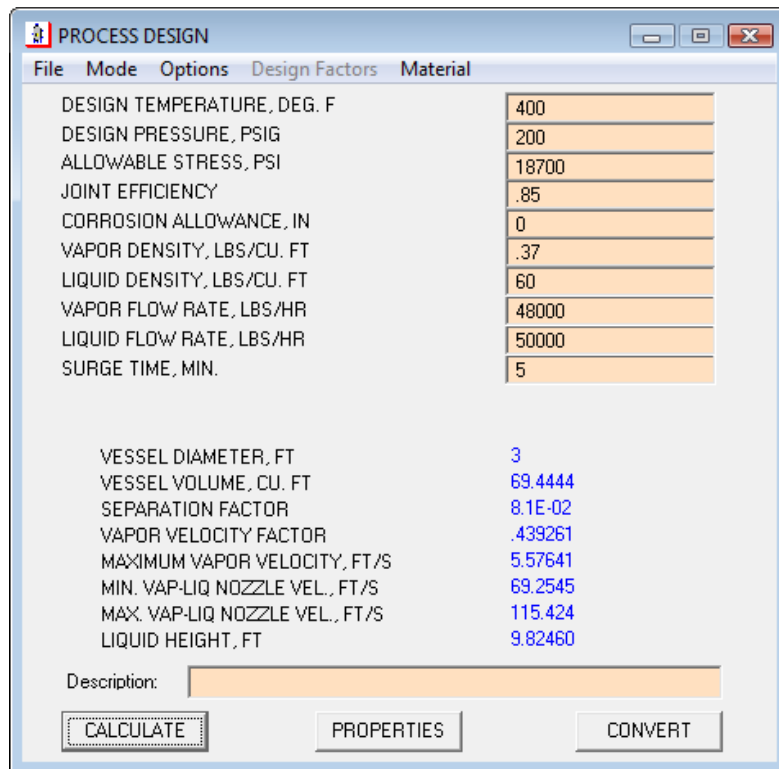 PROCESS DESIGN
File Mode Options Design Factors Material
DESIGN TEMPERATURE, DEG. F 400
DESIGN PRESSURE, PSIG 200
ALLOWABLE STRESS, PSI 18700
JOINT EFFICIENCY .85
CORROSION ALLOWANCE, IN 0
VAPOR DENSITY, LBS/CU. FT .37
LIQUID DENSITY, LBS/CU. FT 60
VAPOR FLOW RATE, LBS/HR 48000
LIQUID FLOW RATE, LBS/HR 50000
SURGE TIME, MIN. 5
VESSEL DIAMETER, FT 3
VESSEL VOLUME, CU. FT 69.4444
SEPARATION FACTOR 8.1E-02
VAPOR VELOCITY FACTOR .439261
MAXIMUM VAPOR VELOCITY, FT/S 5.57641
MIN. VAP-LIQ NOZZLE VEL., FT/S 69.2545
MAX. VAP-LIQ NOZZLE VEL., FT/S 115.424
LIQUID HEIGHT, FT 9.82460
Description:
CALCULATE PROPERTIES CONVERT